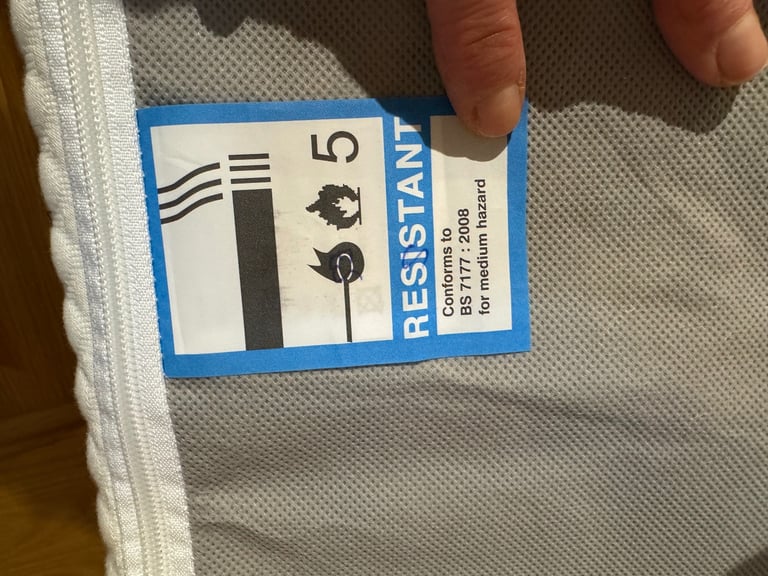 5
RESISTANT
Conforms to
BS 7177 : 2008
for medium hazard